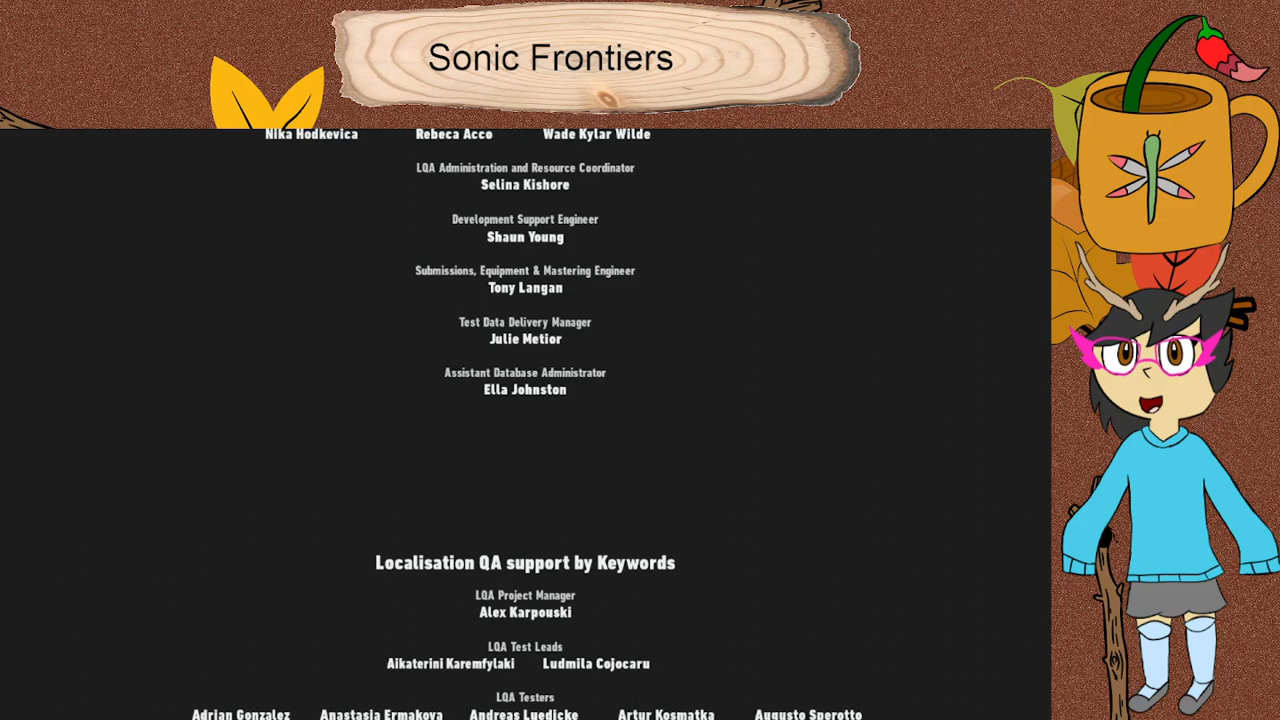 Sonic Frontiers
Nika Hodkevica Rebeca Acco Wade Kylar Wilde
LQA Administration and Resource Coordinator
Selina Kishore
Development Support Engineer
Shaun Young
Submissions, Equipment & Mastering Engineer
Tony Langan
Test Data Delivery Manager
Julie Metior
Assistant Database Administrator
Ella Johnston
Localisation QA support by Keywords
LQA Project Manager
Alex Karpouski
LQA Test Leads
Aikaterini Karemfylaki Ludmila Cojocaru
LQA Testers
Adrian Gonzalez Anastasia Ermakova Andreas Luedicke Artur Kosmatka Augusto Sperotto